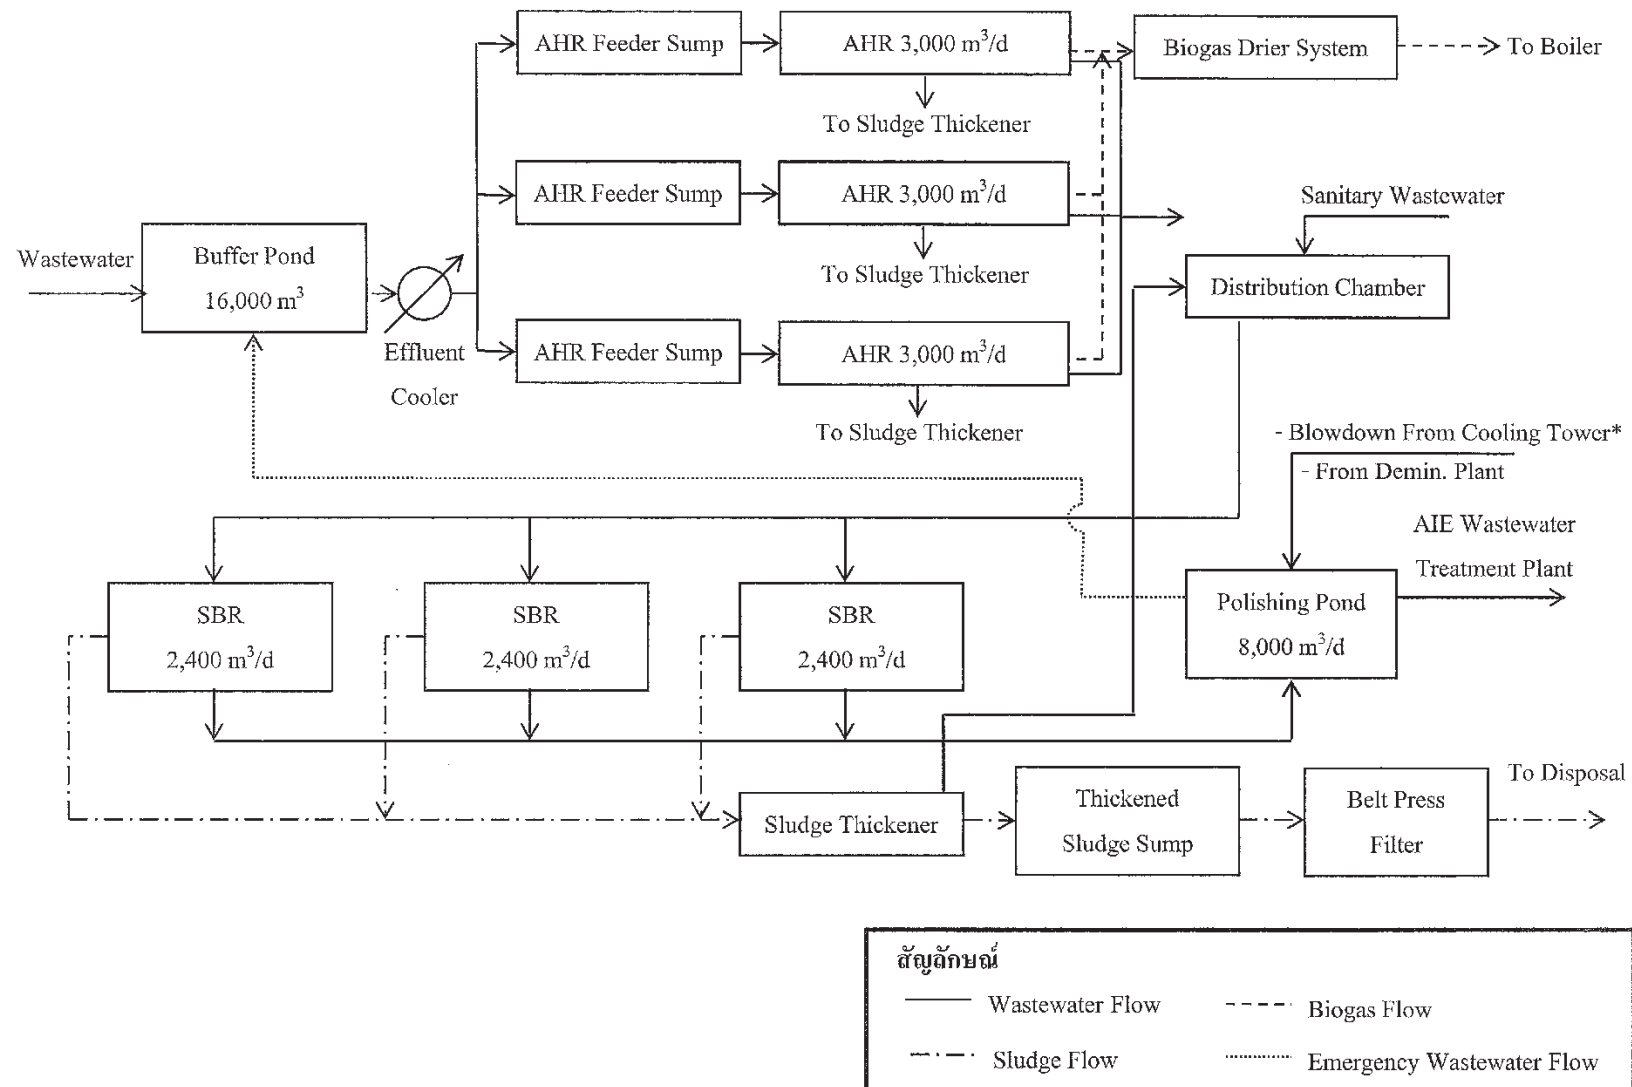 AHR Feeder Sump
AHR 3,000 m³/d
Biogas Drier System
To Boiler
To Sludge Thickener
AHR Feeder Sump
AHR 3,000 m³/d
Sanitary Wastewater
Wastewater
Buffer Pond
16,000 m³
To Sludge Thickener
Distribution Chamber
Effluent
Cooler
AHR Feeder Sump
AHR 3,000 m³/d
To Sludge Thickener
- Blowdown From Cooling Tower*
- From Demin. Plant
AIE Wastewater
Treatment Plant
SBR
2,400 m³/d
SBR
2,400 m³/d
SBR
2,400 m³/d
Polishing Pond
8,000 m³/d
To Disposal
Sludge Thickener
Thickened
Sludge Sump
Belt Press
Filter
สัญลักษณ์
Wastewater Flow
Biogas Flow
Sludge Flow
Emergency Wastewater Flow